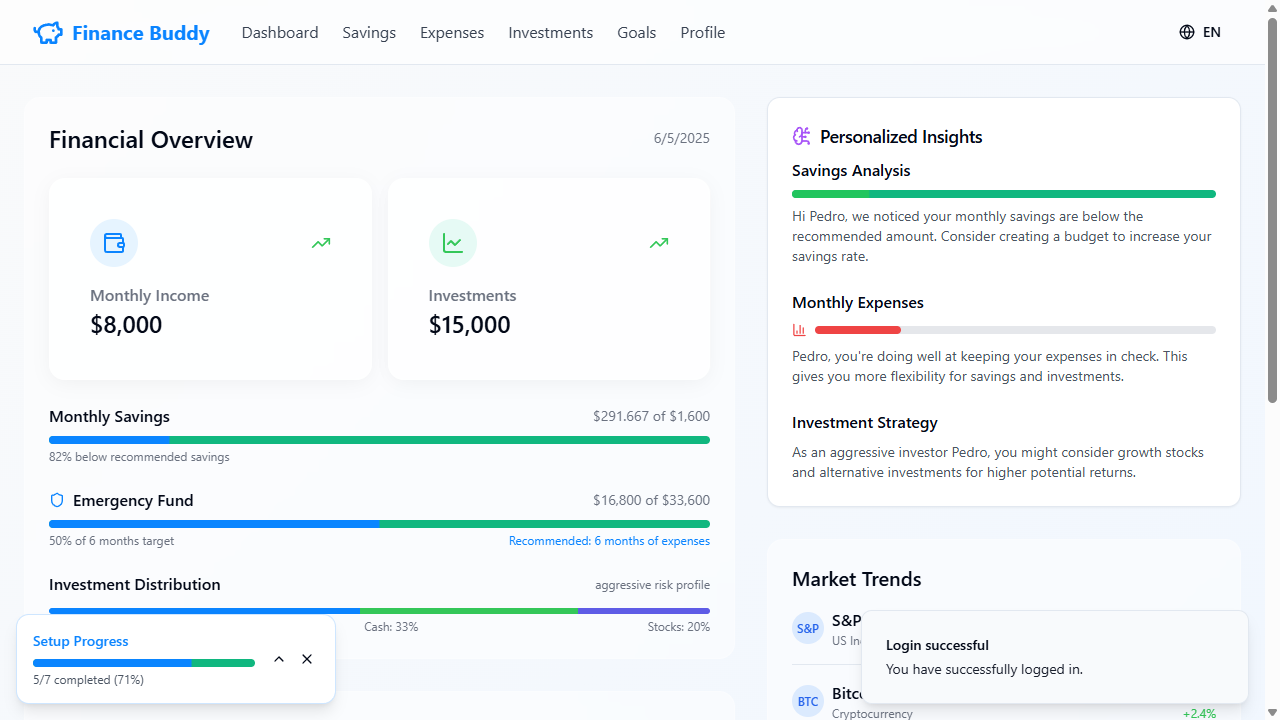 Finance Buddy
Dashboard
Savings
Expenses
Investments
Goals
Profile
EN
Financial Overview
6/5/2025
Monthly Income
$8,000
Investments
$15,000
Monthly Savings
$291.667 of $1,600
82% below recommended savings
Emergency Fund
$16,800 of $33,600
50% of 6 months target
Recommended: 6 months of expenses
Investment Distribution
aggressive risk profile
Cash: 33%
Stocks: 20%
Setup Progress
5/7 completed (71%)
Personalized Insights
Savings Analysis
Hi Pedro, we noticed your monthly savings are below the
recommended amount. Consider creating a budget to increase your
savings rate.
Monthly Expenses
Pedro, you're doing well at keeping your expenses in check. This
gives you more flexibility for savings and investments.
Investment Strategy
As an aggressive investor Pedro, you might consider growth stocks
and alternative investments for higher potential returns.
Market Trends
S&P
S&P
US
BTC
Cryptocurrency
+2.4%
Login successful
You have successfully logged in.